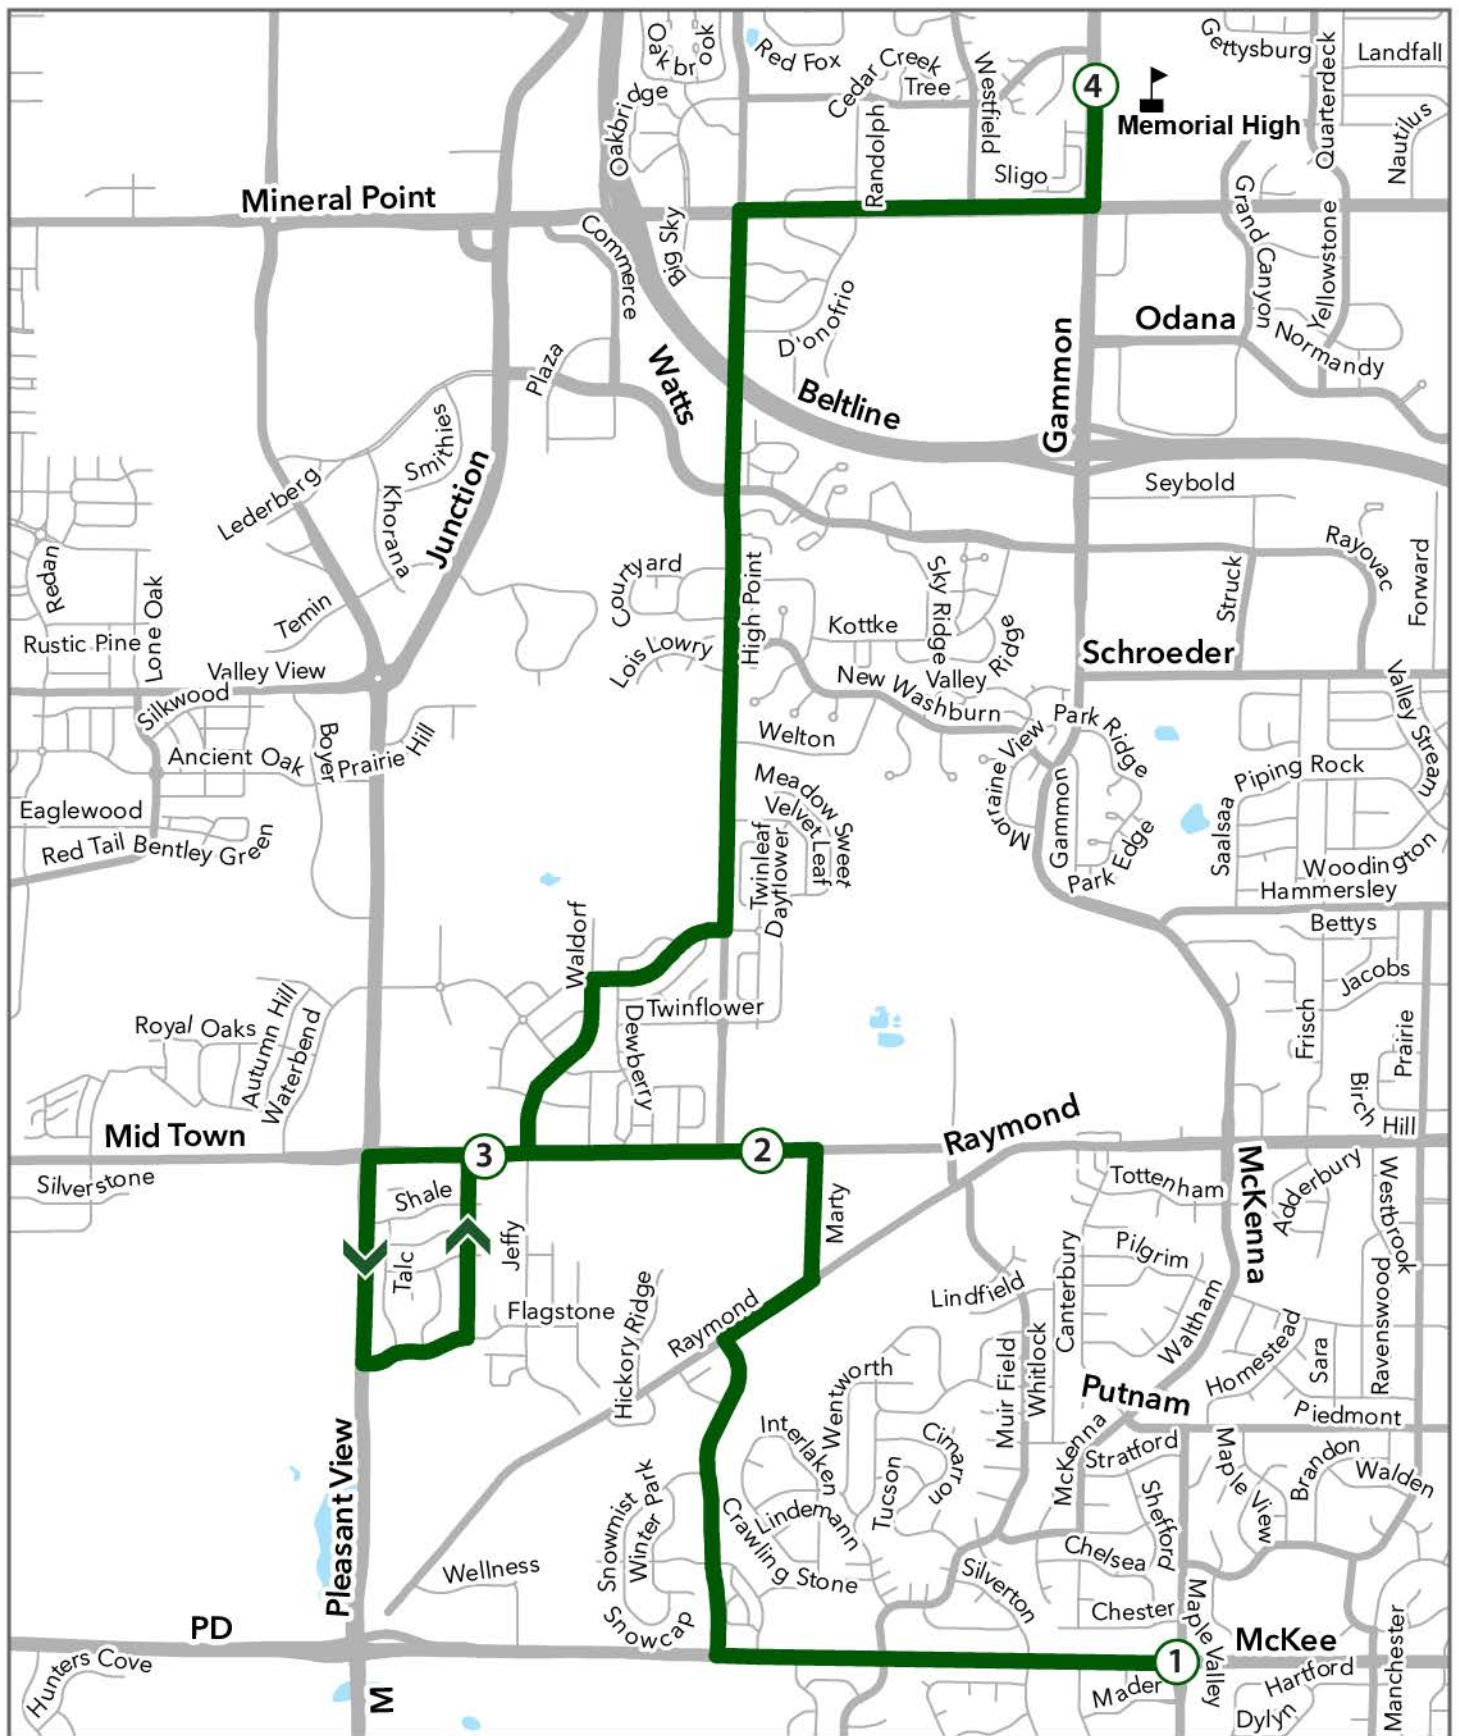 Oakbrook
Red Fox
Cedar Creek
Tree
Westfield
4
Gettysburg
Quarterdeck
Landfall
Memorial High
Nautilus
Oakbridge
Randolph
Sligo
Mineral Point
Commerce
Big Sky
Grand Canyon
Yellowstone
D'onofrio
Odana
Normandy
Gammon
Plaza
Watts
Beltline
Smithies
Lederberg
Khorana
Junction
Seybold
Redan
Lone Oak
Rustic Pine
Temin
Courtyard
High Point
Lois Lowry
Kottke
Sky Ridge
Valley Ridge
Struck
Rayovac
Forward
Schroeder
Valley View
Silkwood
New Washburn
Park Ridge
Valley Stream
Ancient Oak
Boyer
Prairie Hill
Welton
Morraine View
Gammon
Piping Rock
Eaglewood
Red Tail
Bentley Green
Meadow Sweet
Velvet Leaf
Twinleaf
Dayflower
Park Edge
Saalsaa
Woodington
Hammersley
Bettys
Waldorf
Jacobs
Royal Oaks
Autumn Hill
Waterbend
Twinflower
Dewberry
Frisch
Prairie
Birch Hill
Mid Town
3
2
Raymond
Silverstone
Shale
Talc
Jeffy
Marty
Tottenham
McKenna
Adderbury
Westbrook
Canterbury
Pilgrim
Flagstone
Hickory Ridge
Raymond
Lindfield
Waltham
Homestead
Sara
Ravenswood
Muir Field
Whitlock
Putnam
Piedmont
Wentworth
Interlaken
Cimarron
McKenna
Stratford
Maple View
Brandon
Walden
Pleasant View
Snowmist
Winter Park
Crawling Stone
Lindemann
Tucson
Shefford
Wellness
Chelsea
Silverton
Snowcap
Chester
Maple Valley
PD
1
McKee
Manchester
Hunters Cove
M
Mader
Hartford
Dylyn